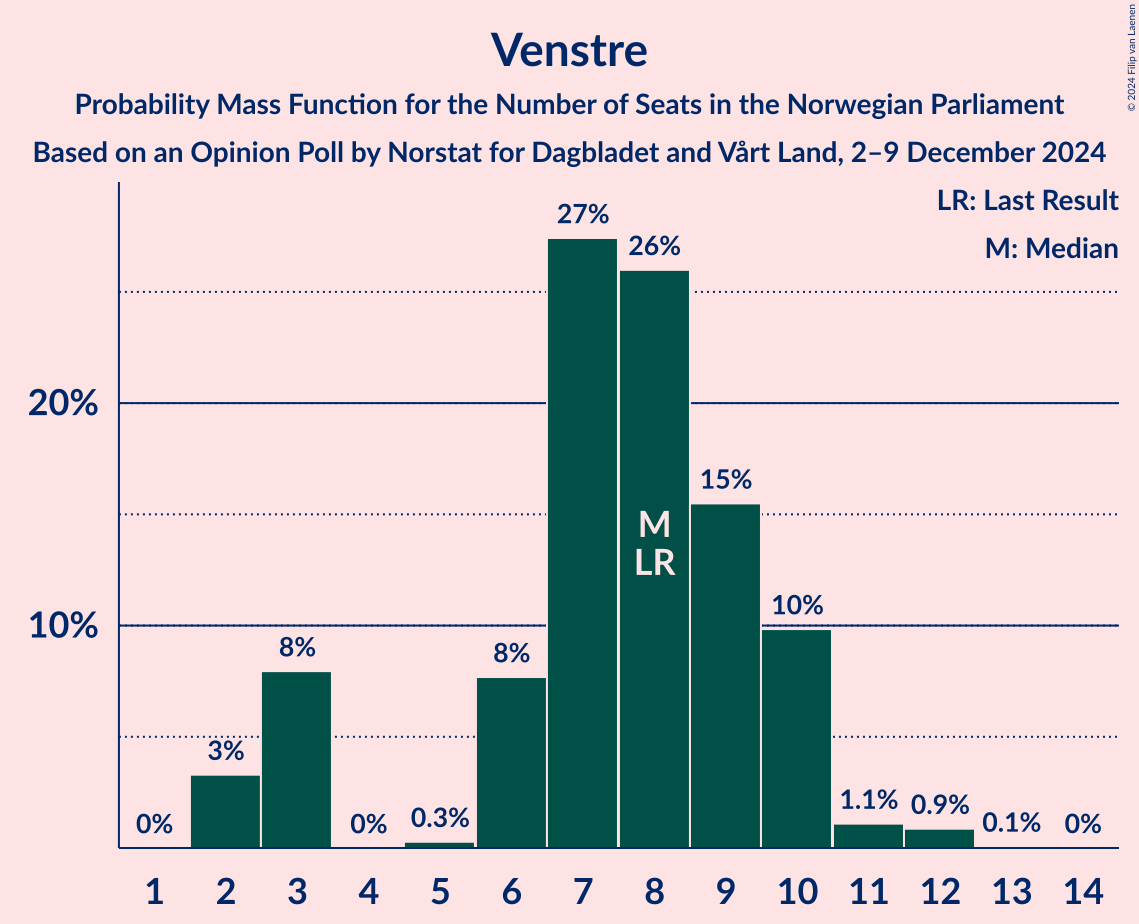 © 2024 Filip van Laenen
Venstre
Probability Mass Function for the Number of Seats in the Norwegian Parliament
Based on an Opinion Poll by Norstat for Dagbladet and Vårt Land, 2–9 December 2024
LR: Last Result
M: Median
27%
26%
20%
15%
M
LR
10%
10%
8%
8%
3%
0%
0%
0.3%
1.1%
0.9%
0.1%
0%
1 2 3 4 5 6 7 8 9 10 11 12 13 14